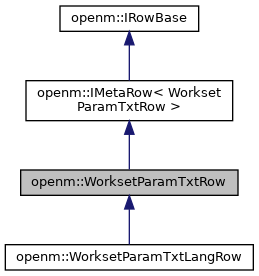 openm::IRowBase
openm::IMetaRow< Workset
ParamTxtRow >
openm::WorksetParamTxtRow
openm::WorksetParamTxtLangRow